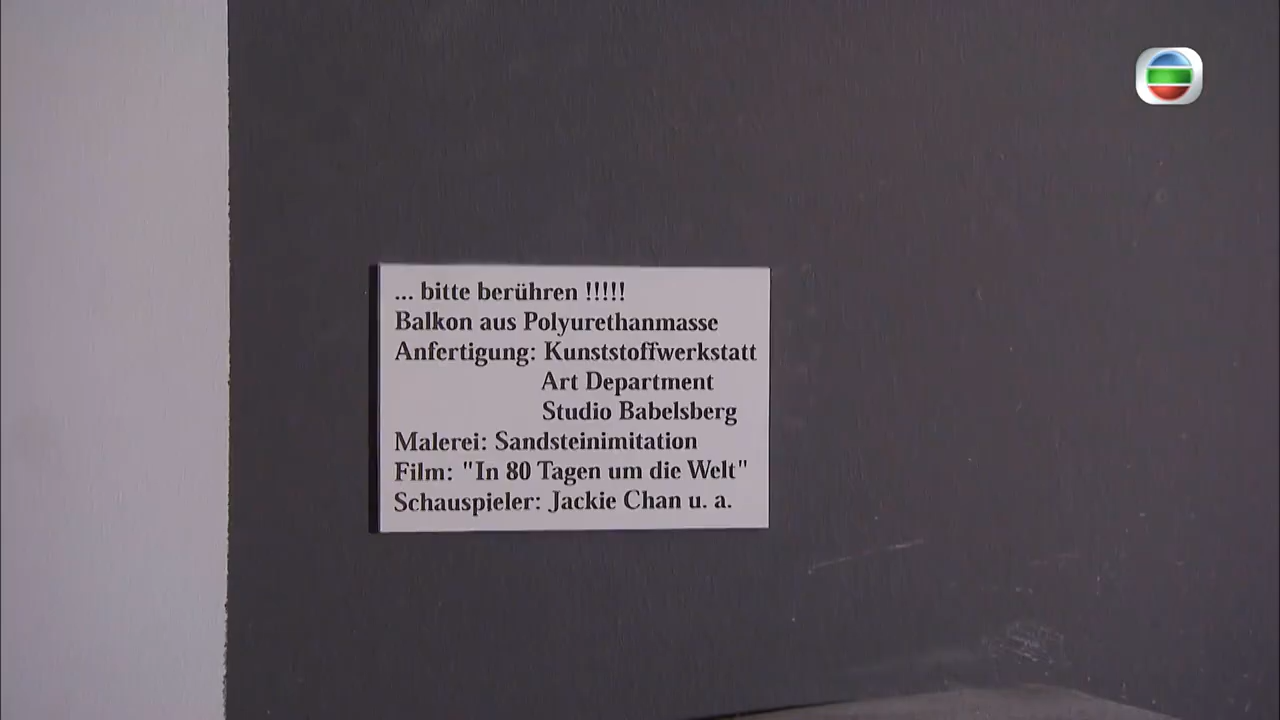 ... bitte berühren !!!!!
Balkon aus Polyurethanmasse
Anfertigung: Kunststoffwerkstatt
Art Department
Studio Babelsberg
Malerei: Sandsteinimitation
Film: "In 80 Tagen um die Welt"
Schauspieler: Jackie Chan u. a.